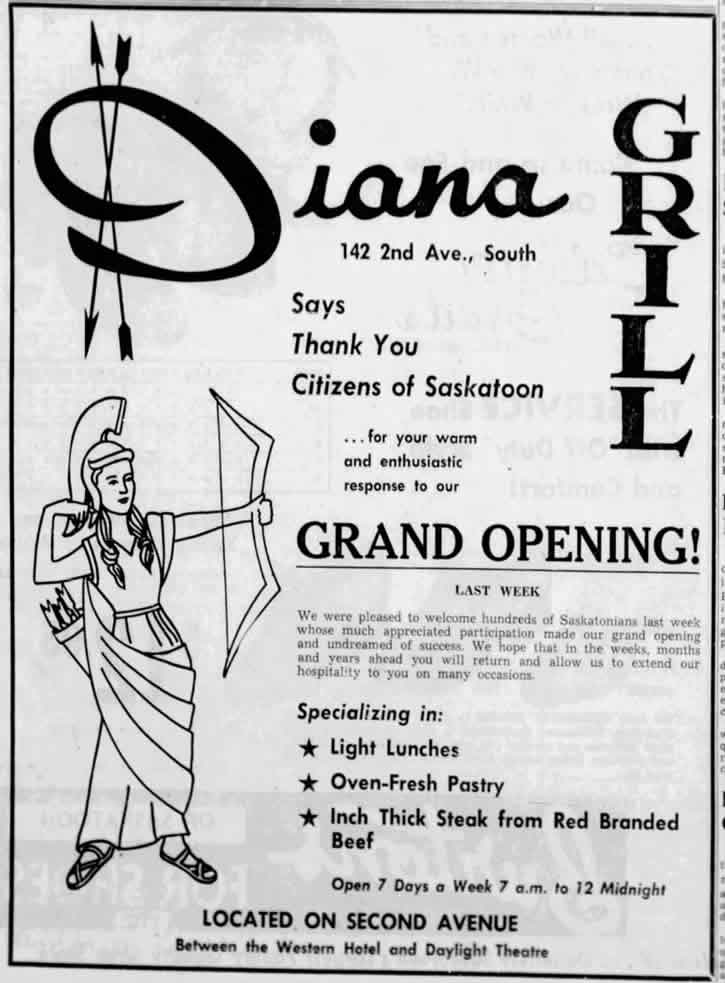 Diana
GRILL
142 2nd Ave., South
Says
Thank You
Citizens of Saskatoon
...for your warm
and enthusiastic
response to our
GRAND OPENING!
LAST WEEK
We were pleased to welcome hundreds of Saskatonians last week
whose much appreciated participation made our grand opening
and undreamed of success. We hope that in the weeks, months
and years ahead you will return and allow us to extend our
hospitality to you on many occasions.
Specializing in:
★ Light Lunches
★ Oven-Fresh Pastry
★ Inch Thick Steak from Red Branded
Beef
Open 7 Days a Week 7 a.m. to 12 Midnight
LOCATED ON SECOND AVENUE
Between the Western Hotel and Daylight Theatre